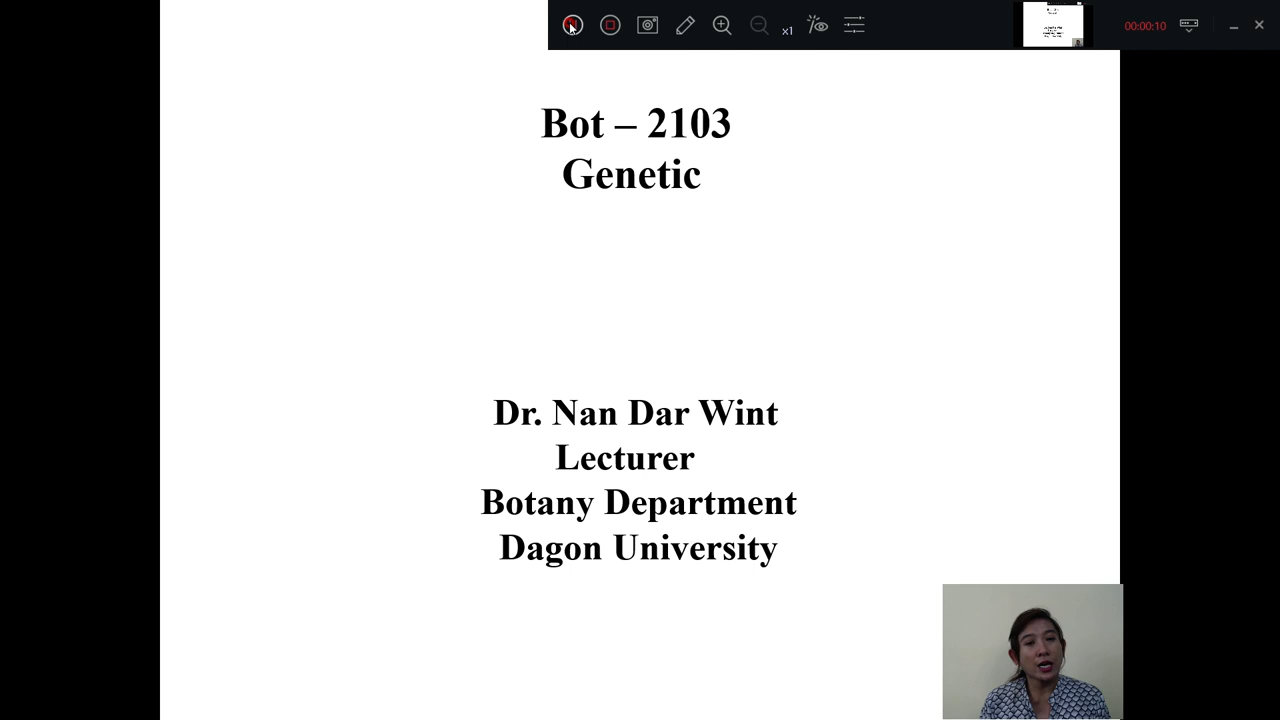 x1
00:00:10
Bot – 2103
Genetic
Dr. Nan Dar Wint
Lecturer
Botany Department
Dagon University